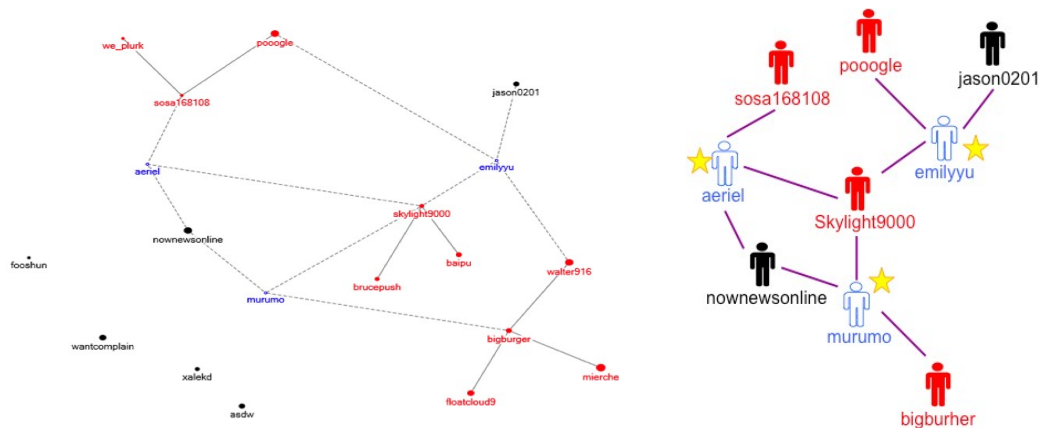 we_plurk
pooogle
sosa168108
jason0201
aeriel
emilyyu
skylight9000
nownewsonline
fooshun
baipu
brucepush
walter916
murumo
bigburger
wantcomplain
xalekd
mierche
floatcloud9
asdw
pooogle
jason0201
sosa168108
emilyyu
aeriel
Skylight9000
nownewsonline
murumo
bigburher